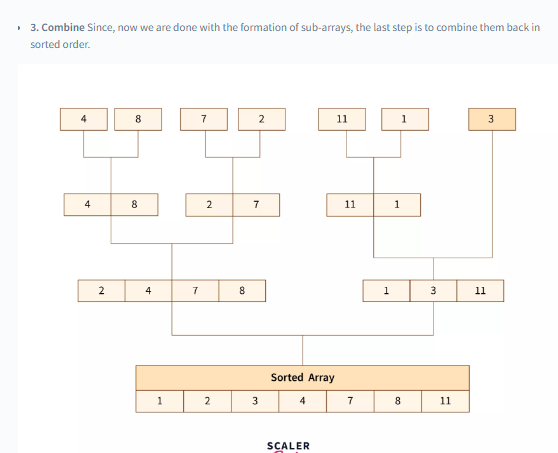 3. Combine Since, now we are done with the formation of sub-arrays, the last step is to combine them back in
sorted order.
4 8 7 2 11 1 3
4 8 2 7 11 1
2 4 7 8 1 3 11
Sorted Array
1 2 3 4 7 8 11
SCALER